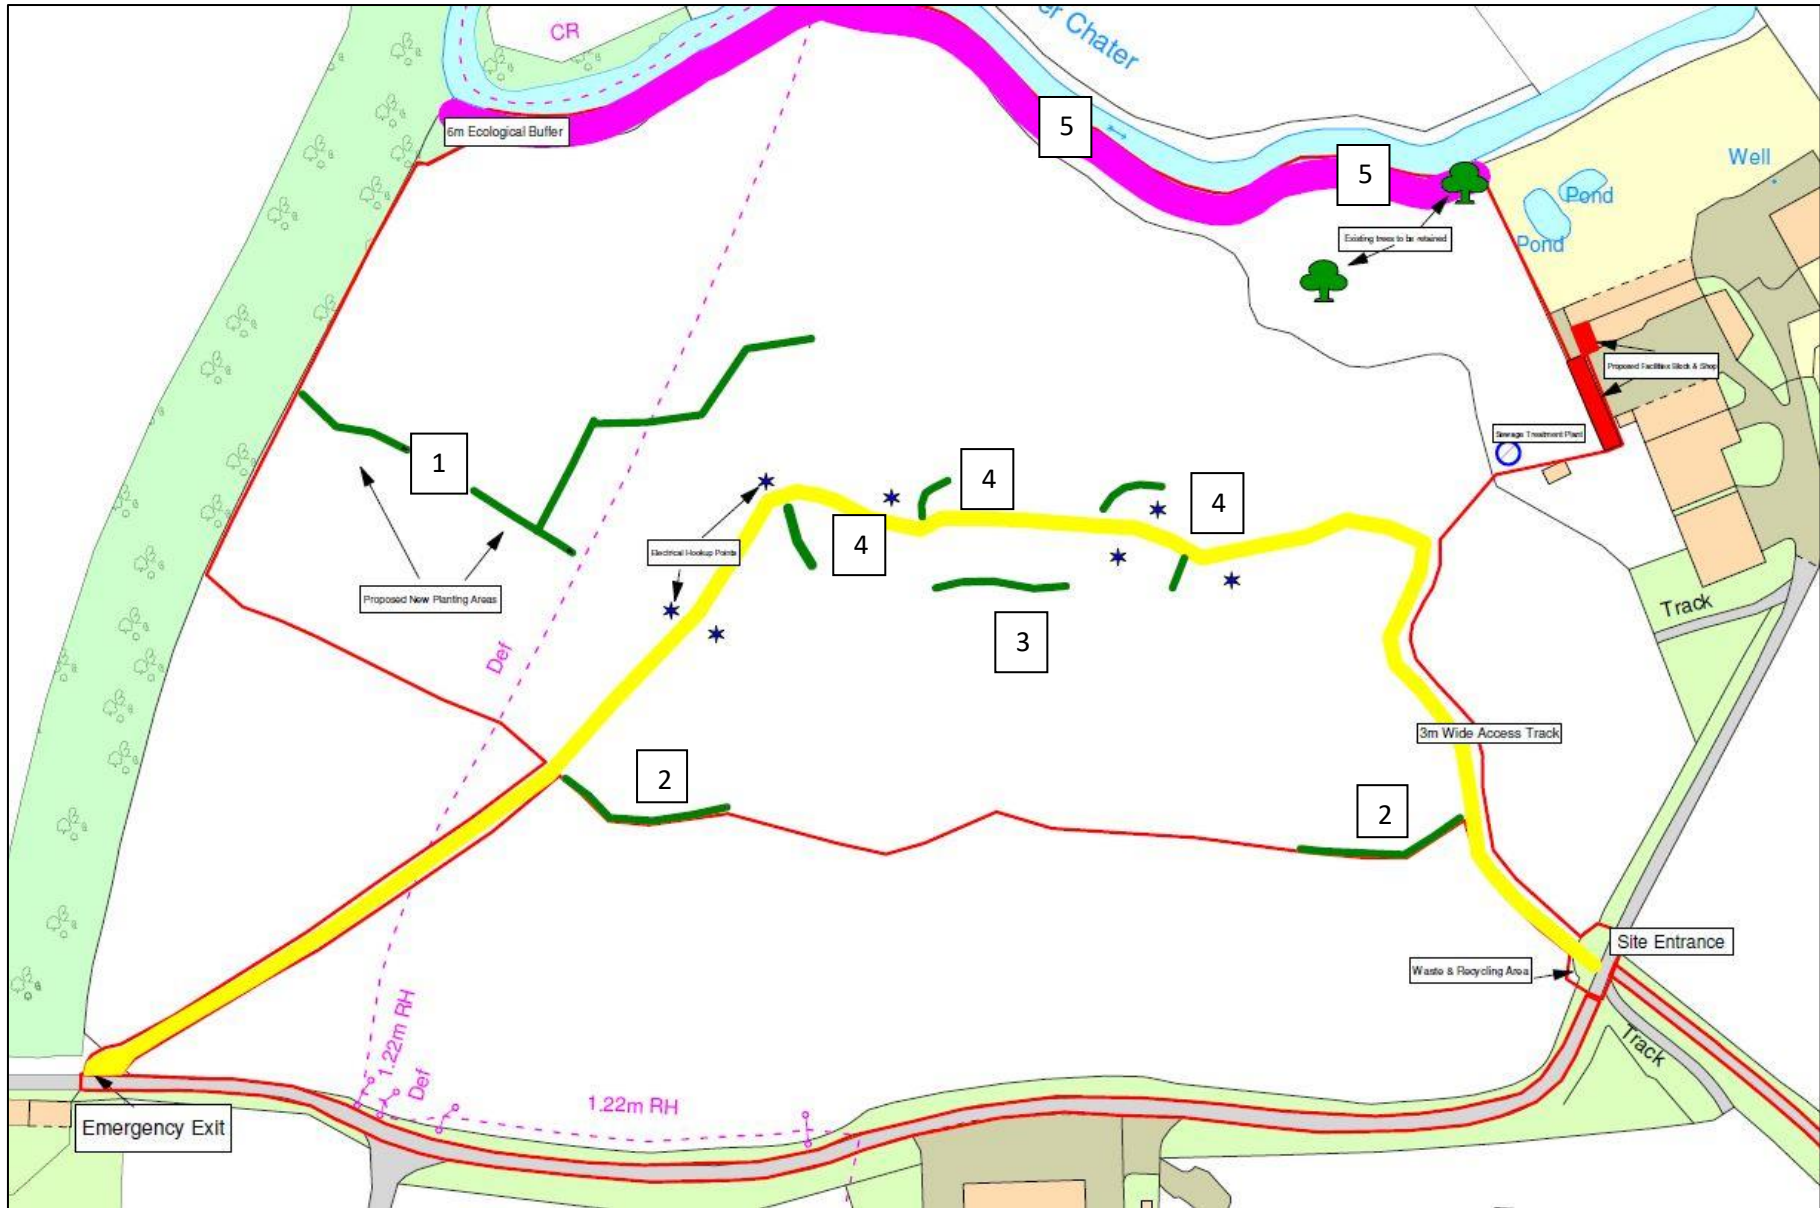 CR
er Chater
6m Ecological Buffer
5
5
Well
Pond
Pond
Existing trees to be retained
Proposed Facilities Block & Shop
Sewage Treatment Plant
1
4
4
4
Electrical Hookup Points
Proposed New Planting Areas
Track
3
Def
3m Wide Access Track
2
2
Site Entrance
Waste & Recycling Area
Track
1.22m RH
Def
1.22m RH
Emergency Exit